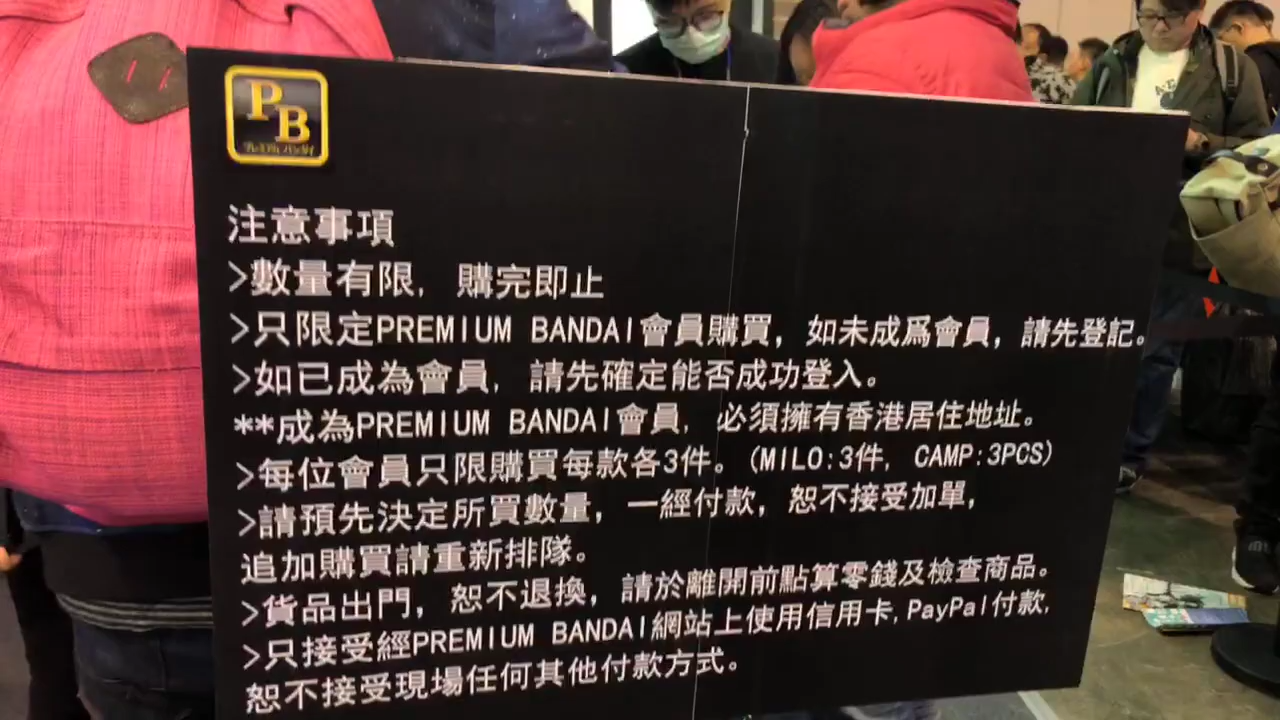 PB
注意事項
>數量有限, 購完即止
>只限定PREMIUM BANDAI會員購買, 如未成爲會員, 請先登記。
>如已成為會員, 請先確定能否成功登入。
**成為PREMIUM BANDAI會員, 必須擁有香港居住地址。
>每位會員只限購買每款各3件。(MILO:3件, CAMP:3PCS)
>請預先決定所買數量, 一經付款, 恕不接受加單,
追加購買請重新排隊。
>貨品出門, 恕不退換, 請於離開前點算零錢及檢查商品。
>只接受經PREMIUM BANDAI網站上使用信用卡, PayPal付款,
恕不接受現場任何其他付款方式。